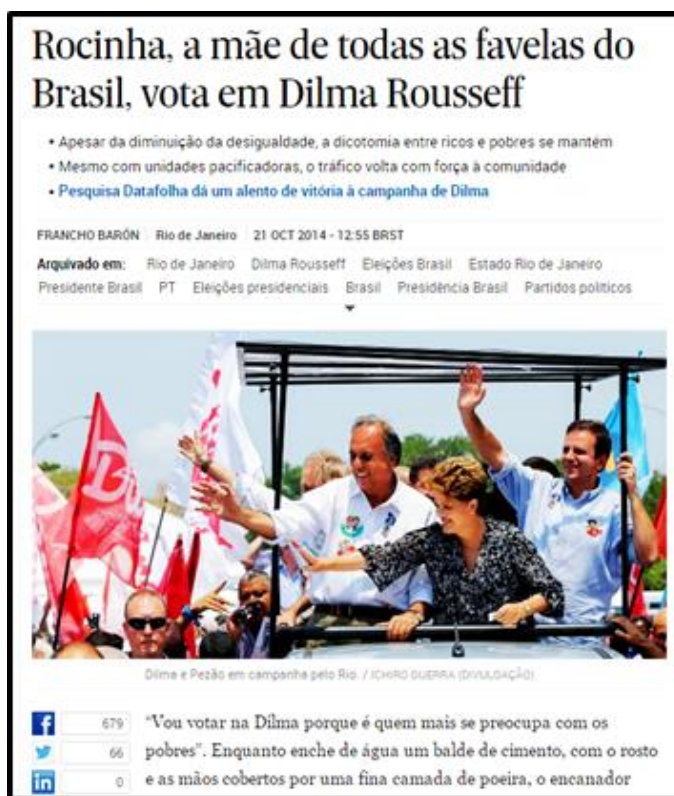 Rocinha, a mãe de todas as favelas do
Brasil, vota em Dilma Rousseff
• Apesar da diminuição da desigualdade, a dicotomia entre ricos e pobres se mantém
• Mesmo com unidades pacificadoras, o tráfico volta com força à comunidade
• Pesquisa Datafolha dá um alento de vitória à campanha de Dilma
FRANCHO BARÓN Rio de Janeiro 21 OCT 2014 - 12:55 BRST
Arquivado em: Rio de Janeiro Dilma Rousseff Eleições Brasil Estado Rio de Janeiro
Presidente Brasil PT Eleições presidenciais Brasil Presidência Brasil Partidos políticos
Dilma e Pezão em campanha pelo Rio. / ICHIRO GUERRA (DIVULGAÇÃO)
679 “Vou votar na Dilma porque é quem mais se preocupa com os
66 pobres”. Enquanto enche de água um balde de cimento, com o rosto
in 0 e as mãos cobertos por uma fina camada de poeira, o encanador